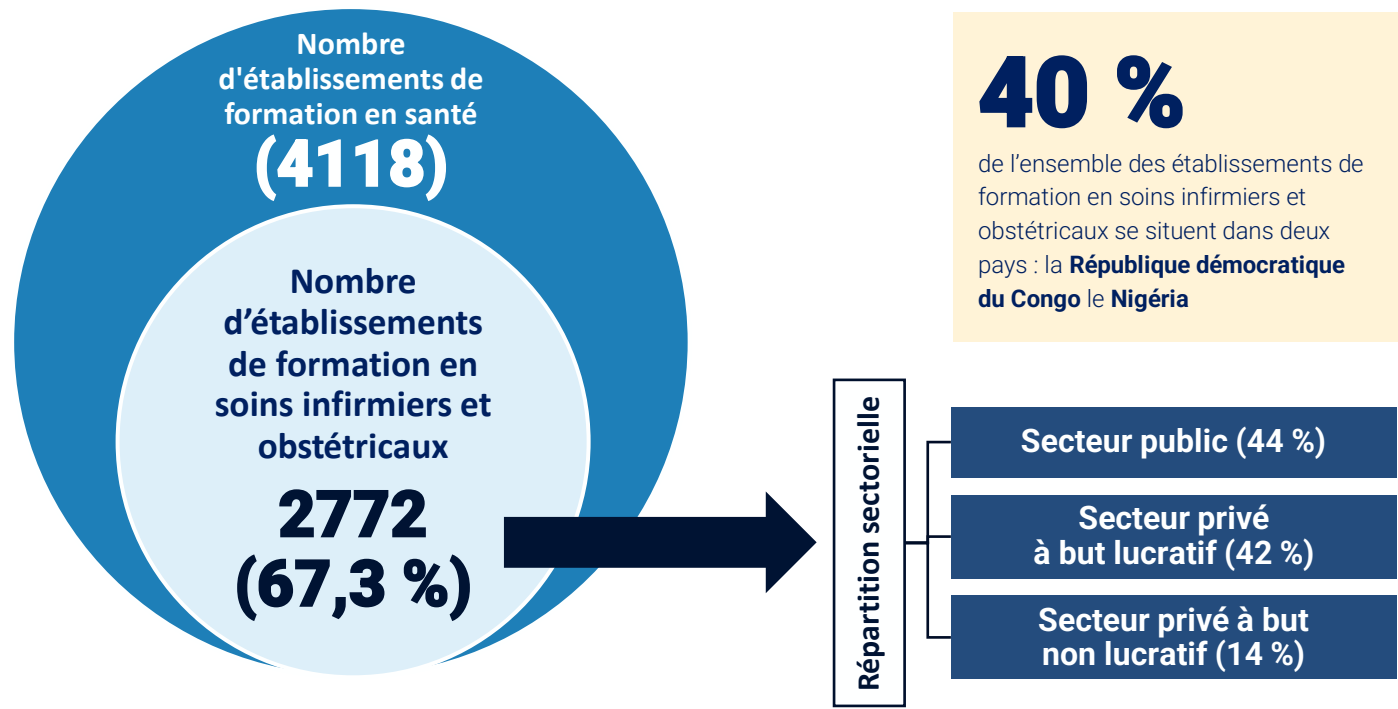 Nombre
d'établissements de
formation en santé
(4118)
Nombre
d’établissements
de formation en
soins infirmiers et
obstétricaux
2772
(67,3 %)
40 %
de l’ensemble des établissements de
formation en soins infirmiers et
obstétricaux se situent dans deux
pays : la République démocratique
du Congo le Nigéria
Répartition sectorielle
Secteur public (44 %)
Secteur privé
à but lucratif (42 %)
Secteur privé à but
non lucratif (14 %)